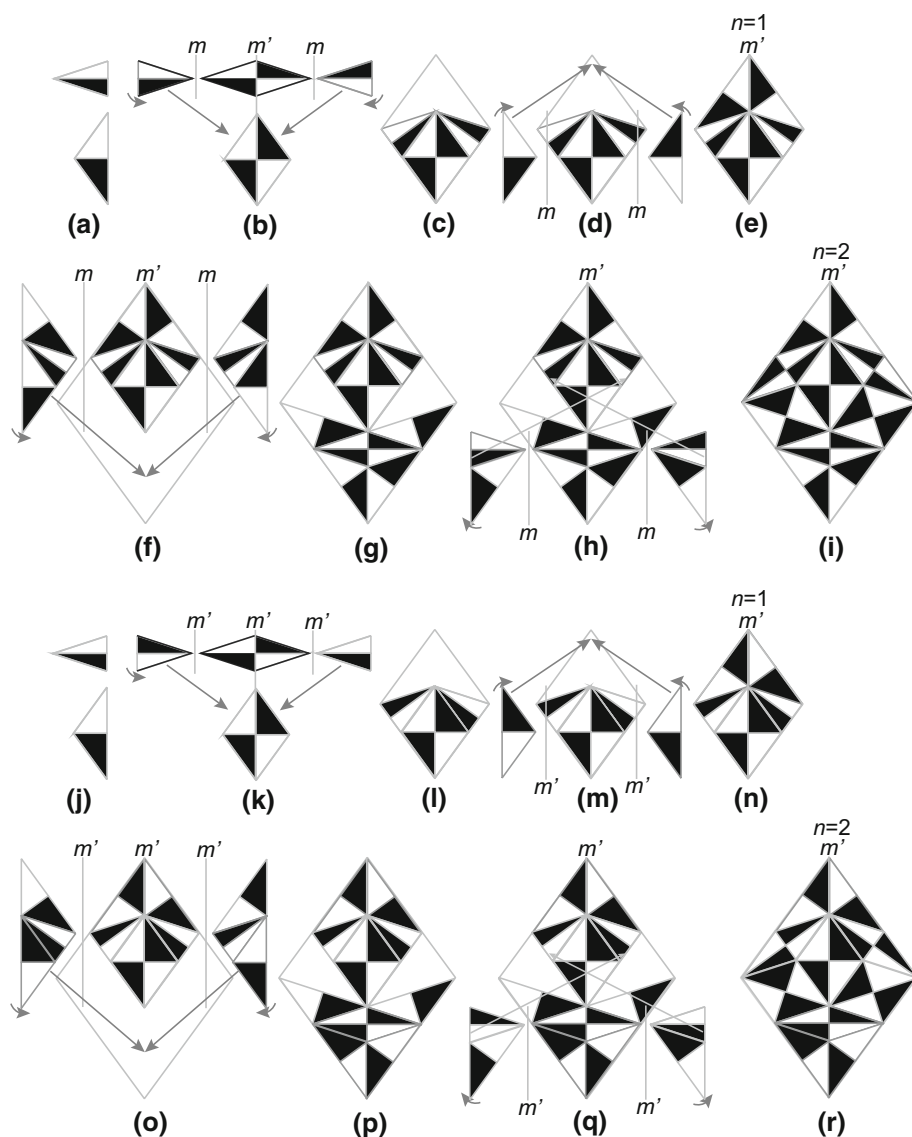 n=1
m m' m m'
m m
(a) (b) (c) (d) (e)
n=2
m m' m m' m'
m m
(f) (g) (h) (i)
n=1
m' m' m' m'
m' m'
(j) (k) (l) (m) (n)
n=2
m' m' m' m' m'
m' m'
(o) (p) (q) (r)